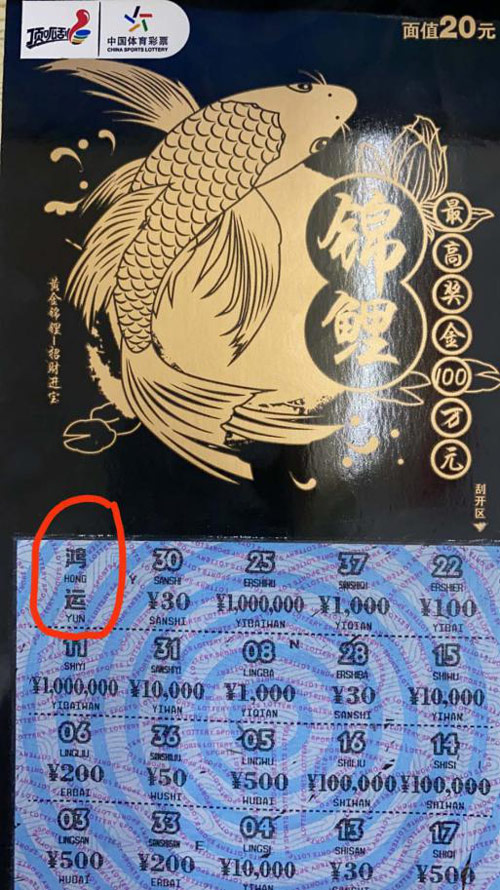 顶呱刮
中国体育彩票
CHINA SPORTS LOTTERY
面值20元
锦鲤
最高奖金100万元
黄金锦鲤-招财进宝
刮开区
鸿 30 25 37 22
HONG Y SANSHI ERSHIWU SANSHIQI ERSHIER
运 ¥30 ¥1,000,000 ¥1,000 ¥100
YUN SANSHI YIBAIWAN YIQIAN YIBAI
11 31 08 N 28 15
SHIYI SANSHIYI LINGBA ERSHIBA SHIWU
¥1,000,000 ¥10,000 ¥1,000 ¥30 ¥10,000
YIBAIWAN YIWAN YIQIAN SANSHI YIWAN
06 36 05 16 14
LINGLIU SANSHILIU LINGWU SHILIU SHISI
¥200 ¥50 ¥500 ¥100,000 ¥100,000
ERBAI WUSHI WUBAI SHIWAN SHIWAN
03 33 04 13 17
LINGSAN SANSHISAN E LINGSI SHISAN SHIQI
¥500 ¥200 ¥10,000 ¥30 ¥500
WUBAI ERBAI YIWAN SANSHI